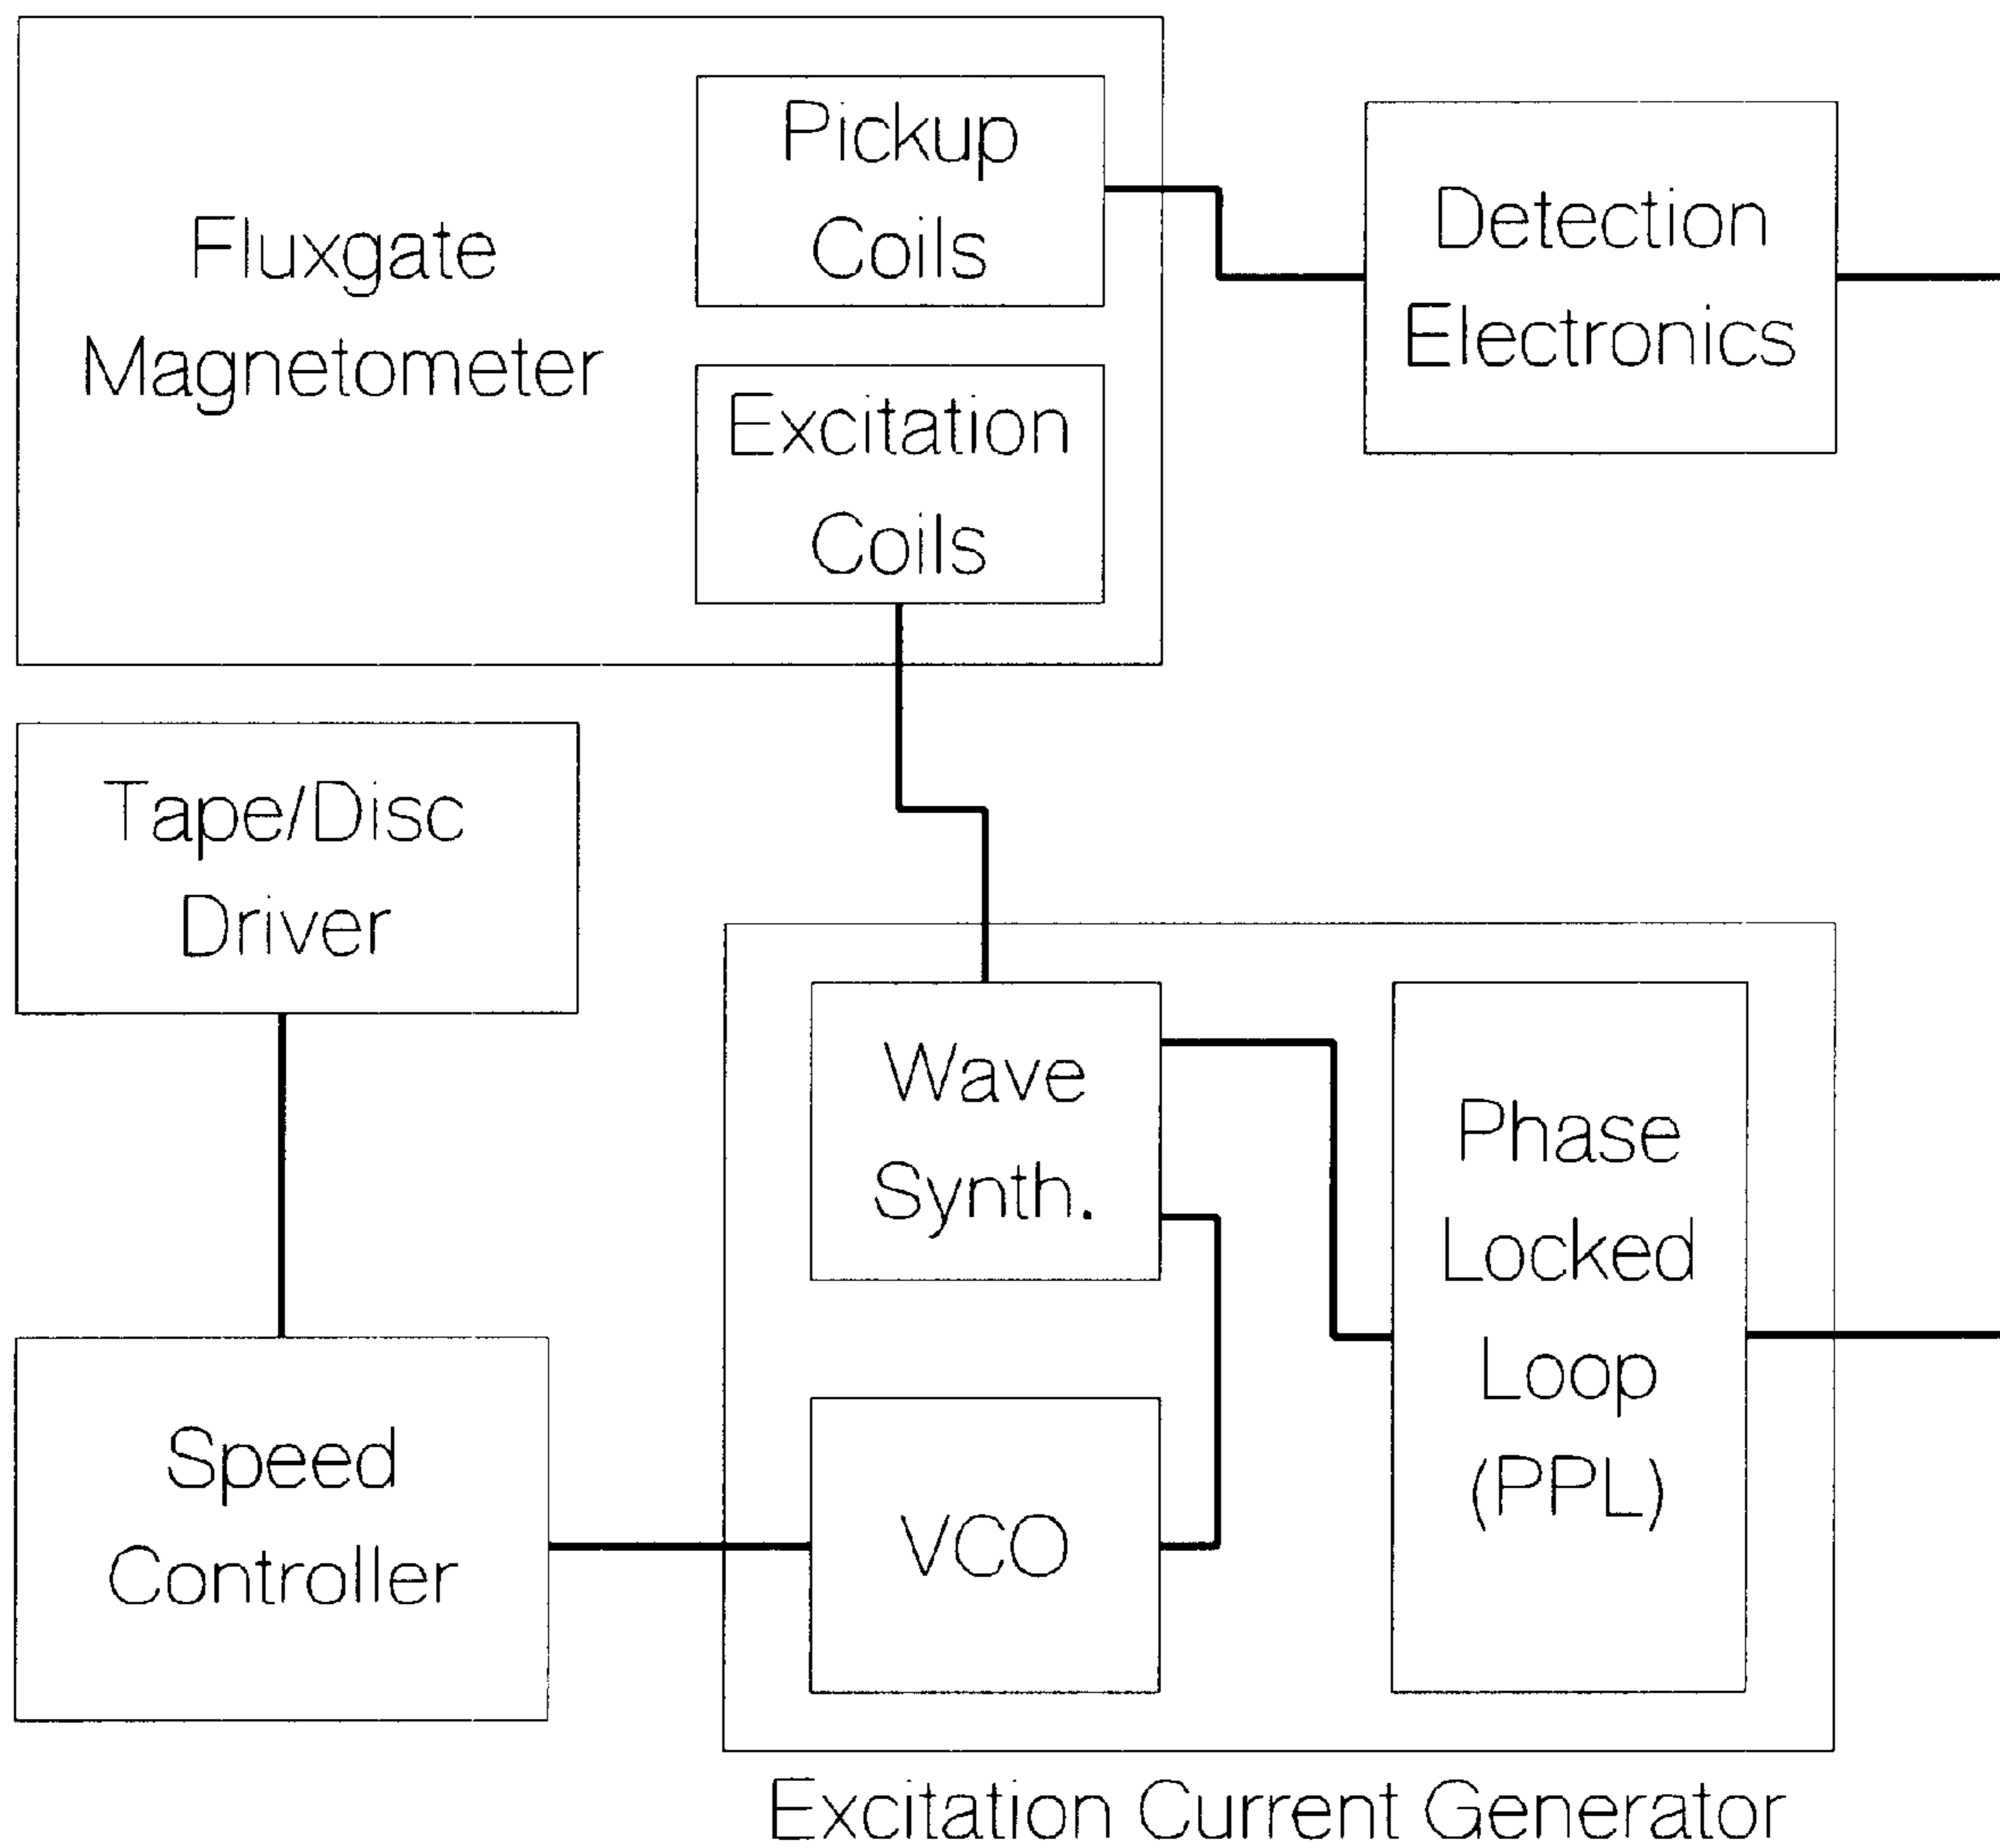 Fluxgate
Magnetometer
Pickup
Coils
Excitation
Coils
Detection
Electronics
Tape/Disc
Driver
Speed
Controller
Wave
Synth.
VCO
Phase
Locked
Loop
(PPL)
Excitation Current Generator